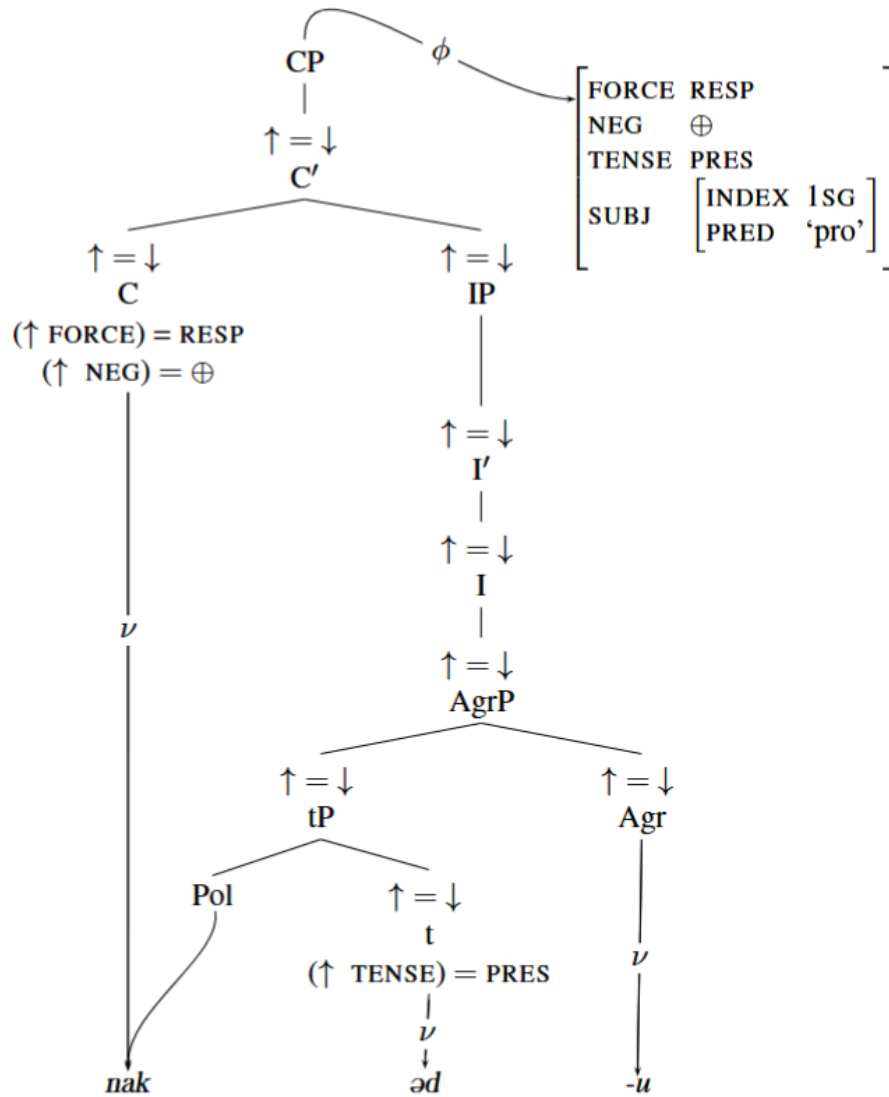 CP
ϕ
FORCE RESP
NEG ⊕
TENSE PRES
SUBJ
INDEX 1SG
PRED ‘pro’
↑ = ↓
C′
↑ = ↓
C
(↑ FORCE) = RESP
(↑ NEG) = ⊕
↑ = ↓
IP
↑ = ↓
I′
↑ = ↓
I
ν
↑ = ↓
AgrP
↑ = ↓
tP
↑ = ↓
Agr
Pol
↑ = ↓
t
(↑ TENSE) = PRES
ν
ν
nak əd -u